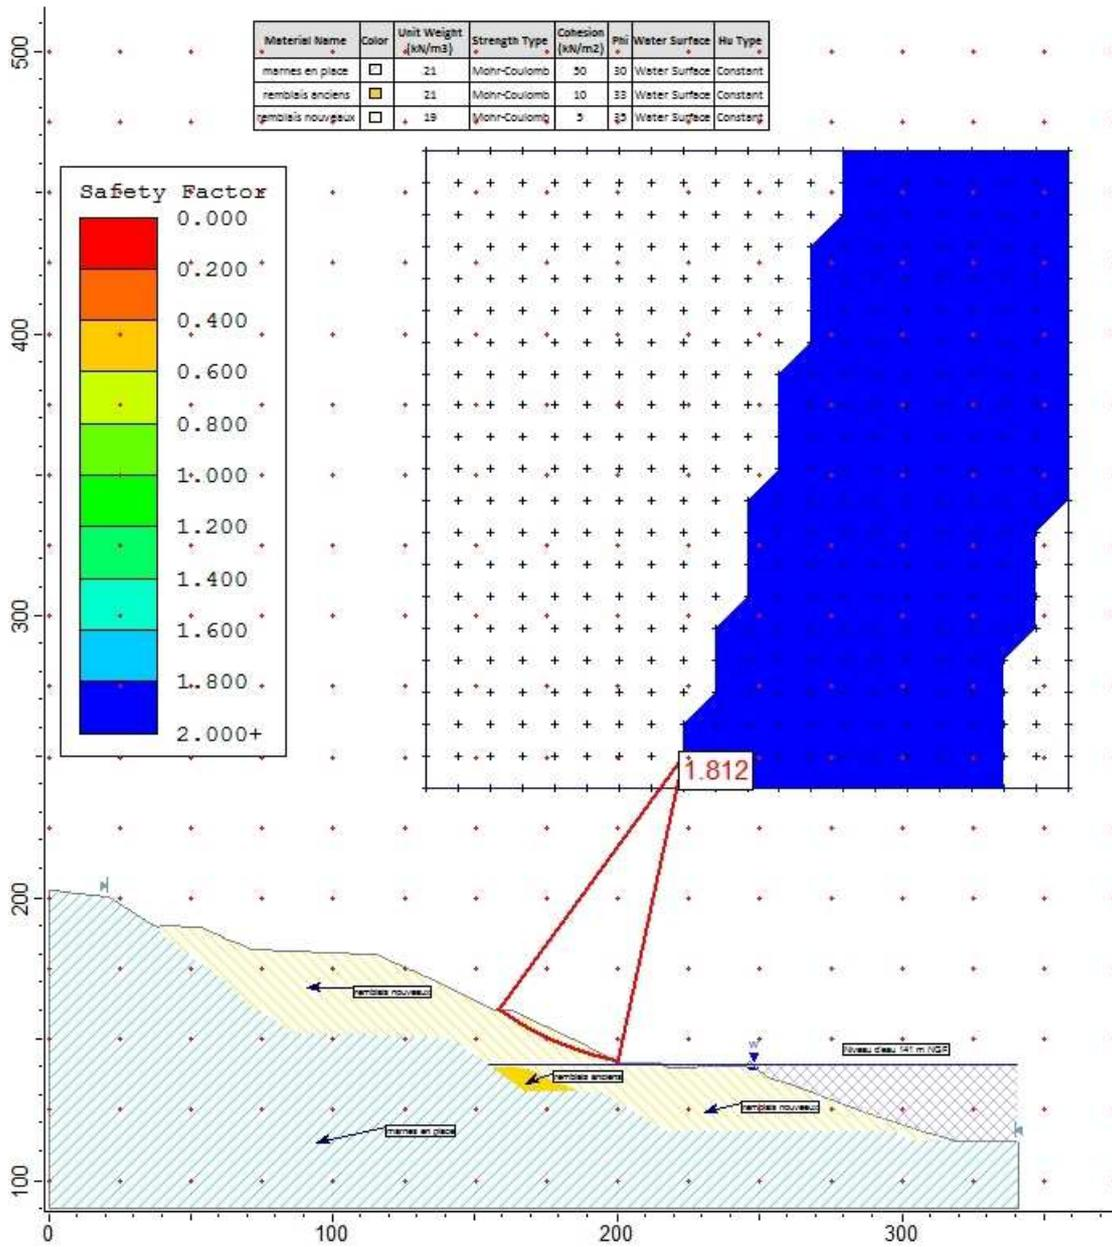 Material Name Color Unit Weight (kN/m3) Strength Type Cohesion (kN/m2) Phi Water Surface Hu Type
marnes en place 21 Mohr-Coulomb 50 30 Water Surface Constant
remblais anciens 21 Mohr-Coulomb 10 33 Water Surface Constant
remblais nouveaux 19 Mohr-Coulomb 5 35 Water Surface Constant
Safety Factor
0.000
0.200
0.400
0.600
0.800
1.000
1.200
1.400
1.600
1.800
2.000+
500
400
300
200
100
1.812
remblais nouveaux
W
Niveau d'eau 141 m NGF
remblais anciens
remblais nouveaux
marnes en place
0 100 200 300